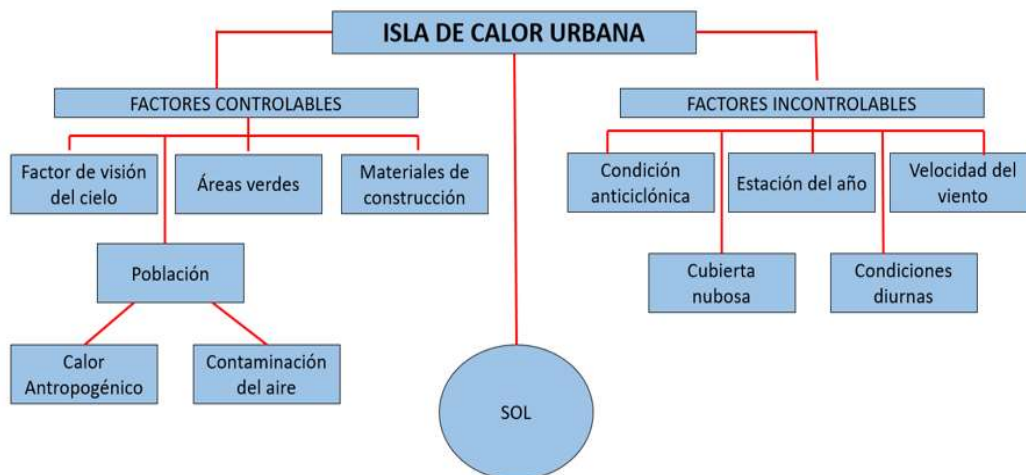 ISLA DE CALOR URBANA
FACTORES CONTROLABLES
FACTORES INCONTROLABLES
Factor de visión
del cielo
Áreas verdes
Materiales de
construcción
Condición
anticiclónica
Estación del año
Velocidad del
viento
Población
Cubierta
nubosa
Condiciones
diurnas
Calor
Antropogénico
Contaminación
del aire
SOL